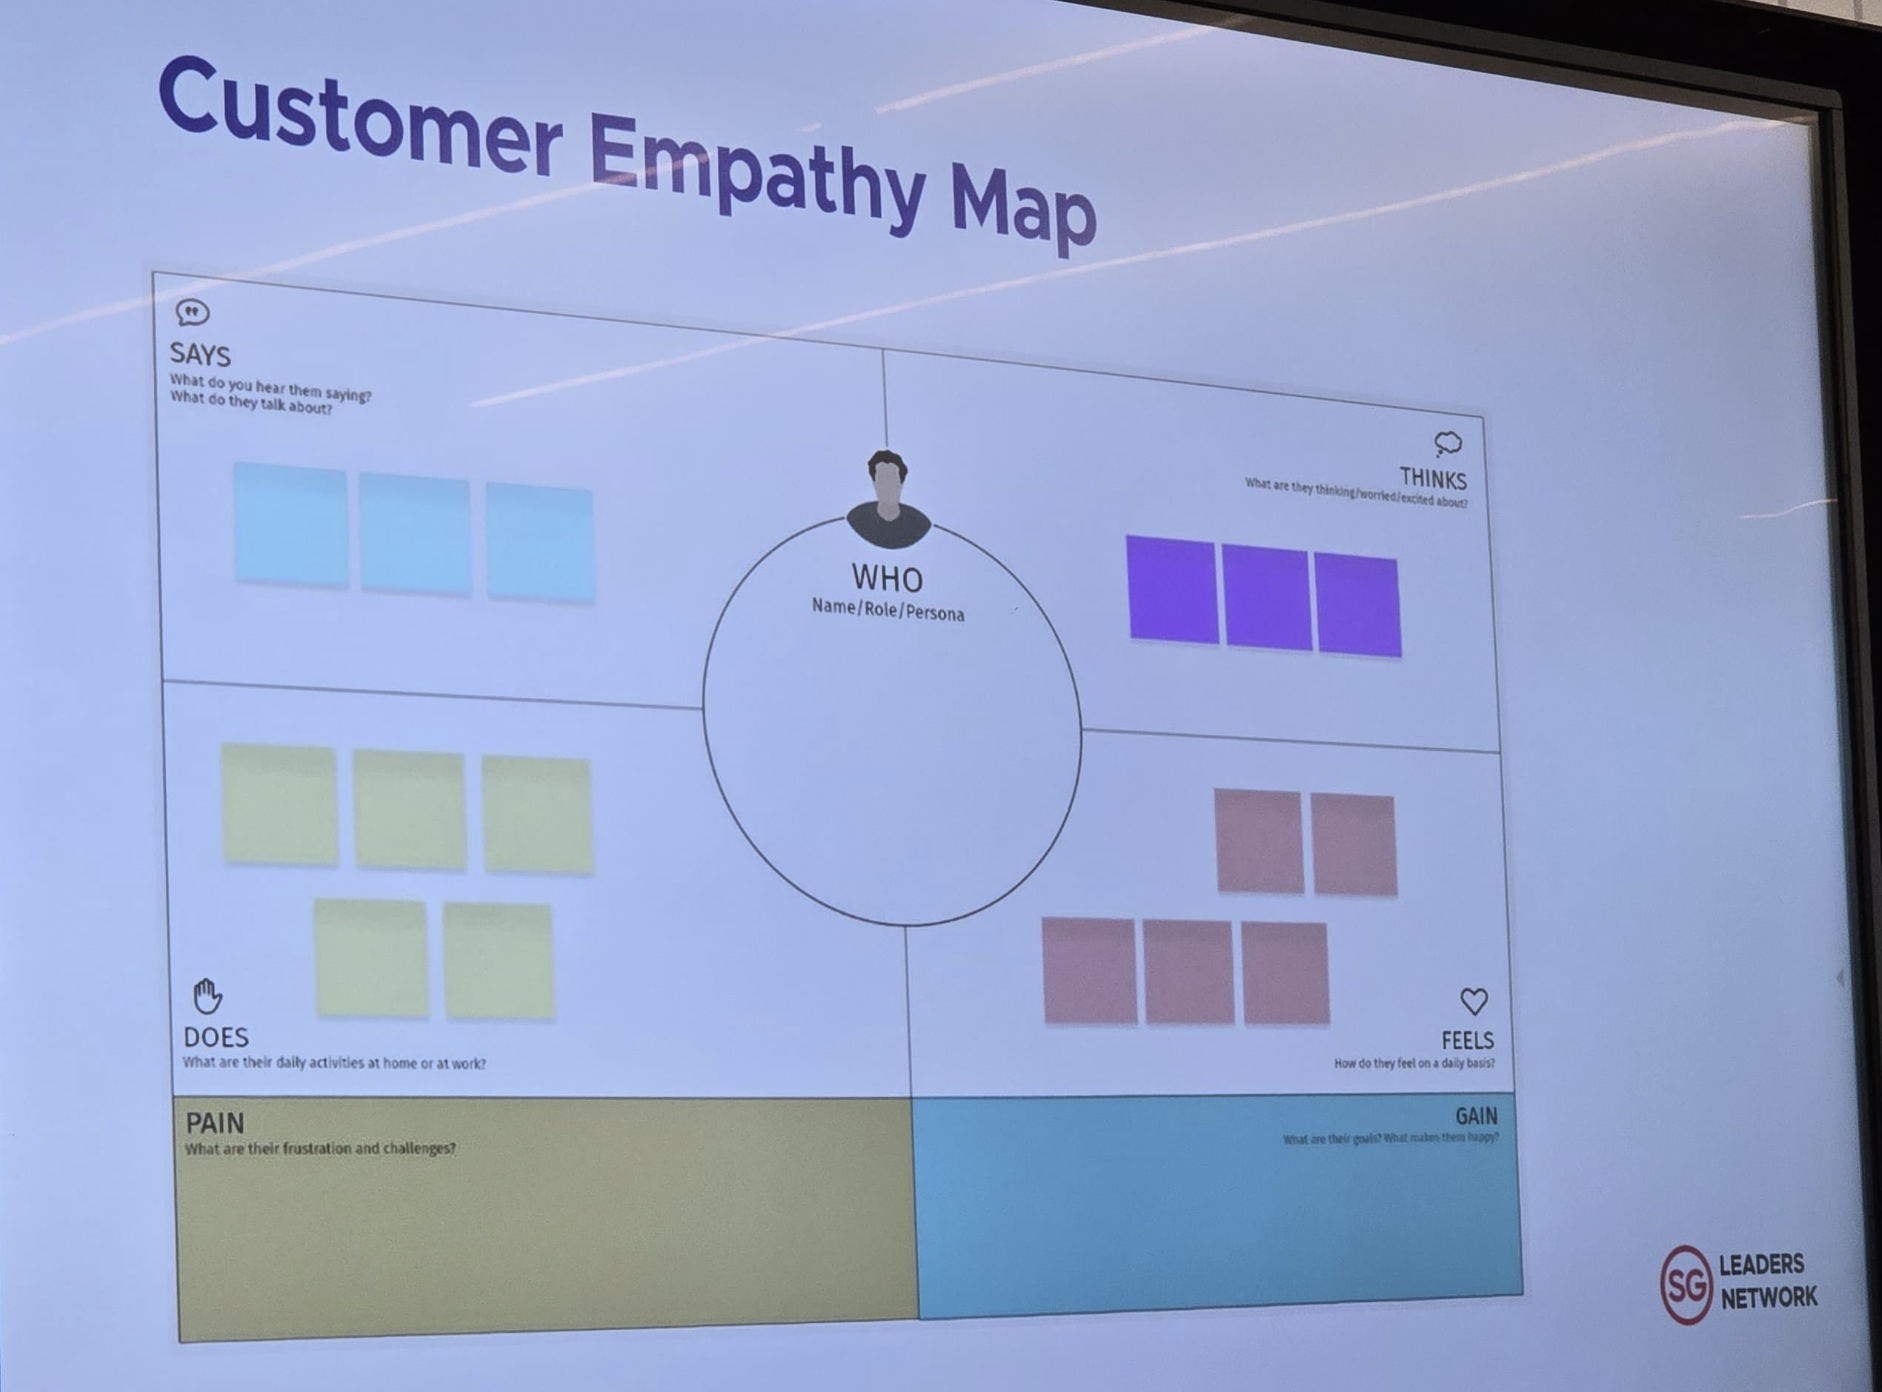 Customer Empathy Map
SAYS
What do you hear them saying?
What do they talk about?
THINKS
What are they thinking/worried/excited about?
WHO
Name/Role/Persona
DOES
What are their daily activities at home or at work?
FEELS
How do they feel on a daily basis?
PAIN
What are their frustration and challenges?
GAIN
What are their goals? What makes them happy?
SG
LEADERS
NETWORK